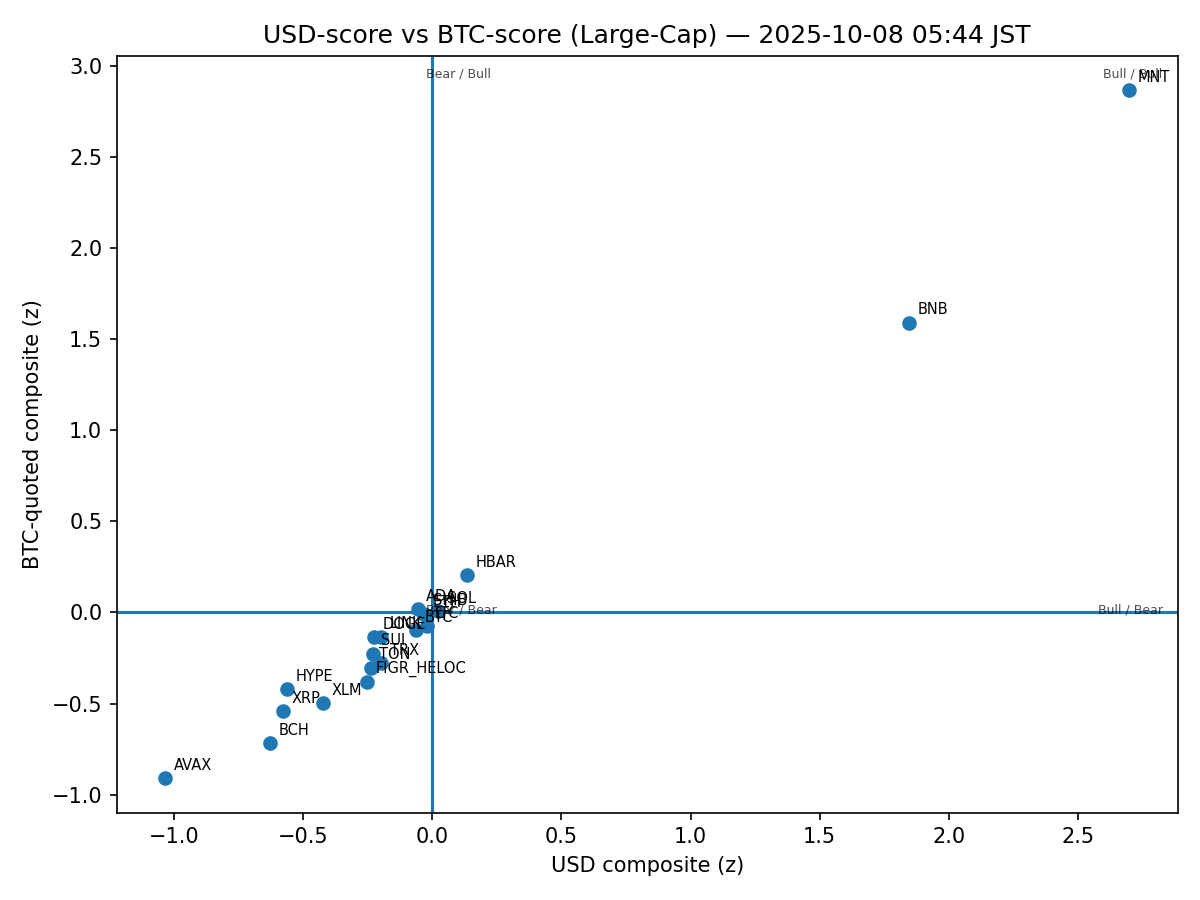 USD-score vs BTC-score (Large-Cap) — 2025-10-08 05:44 JST
3.0
Bear / Bull
Bull / Bull
MNT
2.5
2.0
BNB
1.5
1.0
0.5
HBAR
ADA
0.0
Bull / Bear
BTC
LINK
DOGE
SUI
TRX
TON
FIGR_HELOC
HYPE
XLM
XRP
−0.5
BCH
AVAX
−1.0
−1.0
−0.5
0.0
0.5
1.0
1.5
2.0
2.5
USD composite (z)
BTC-quoted composite (z)